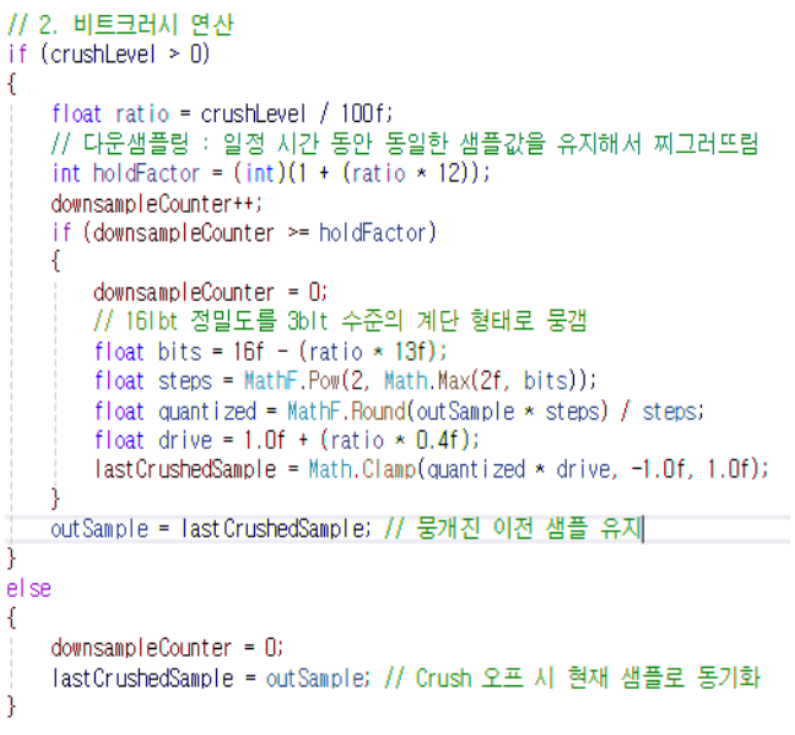 // 2. 비트크러시 연산
if (crushLevel > 0)
{
float ratio = crushLevel / 100f;
// 다운샘플링 : 일정 시간 동안 동일한 샘플값을 유지해서 찌그러뜨림
int holdFactor = (int)(1 + (ratio * 12));
downsampleCounter++;
if (downsampleCounter >= holdFactor)
{
downsampleCounter = 0;
// 16lbt 정밀도를 3blt 수준의 계단 형태로 뭉갬
float bits = 16f - (ratio * 13f);
float steps = MathF.Pow(2, Math.Max(2f, bits));
float quantized = MathF.Round(outSample * steps) / steps;
float drive = 1.0f + (ratio * 0.4f);
lastCrushedSample = Math.Clamp(quantized * drive, -1.0f, 1.0f);
}
outSample = lastCrushedSample; // 뭉개진 이전 샘플 유지
}
else
{
downsampleCounter = 0;
lastCrushedSample = outSample; // Crush 오프 시 현재 샘플로 동기화
}